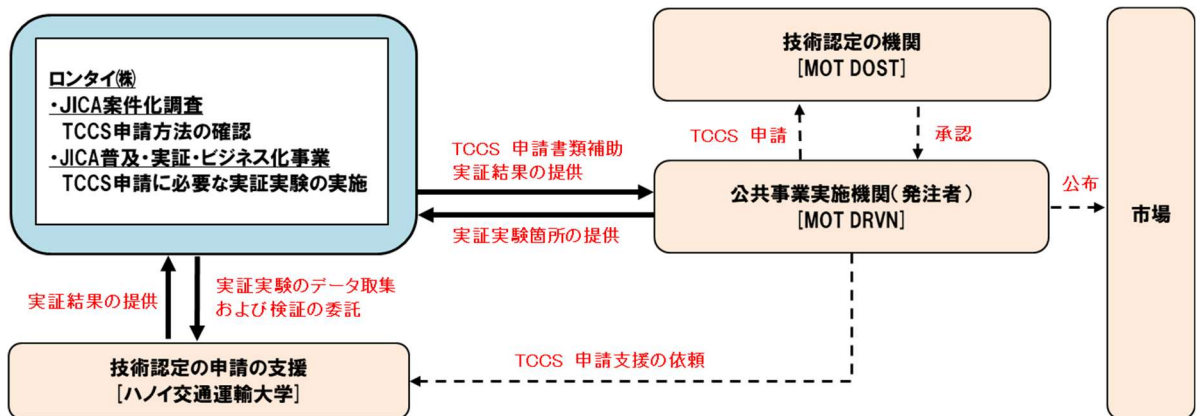 ロンタイ㈱
・JICA案件化調査
TCCS申請方法の確認
・JICA普及・実証・ビジネス化事業
TCCS申請に必要な実証実験の実施
技術認定の機関
[MOT DOST]
TCCS 申請
承認
TCCS 申請書類補助
実証結果の提供
公共事業実施機関(発注者)
[MOT DRVN]
公布
市場
実証実験箇所の提供
実証結果の提供
実証実験のデータ取集
および検証の委託
技術認定の申請の支援
[ハノイ交通運輸大学]
TCCS 申請支援の依頼